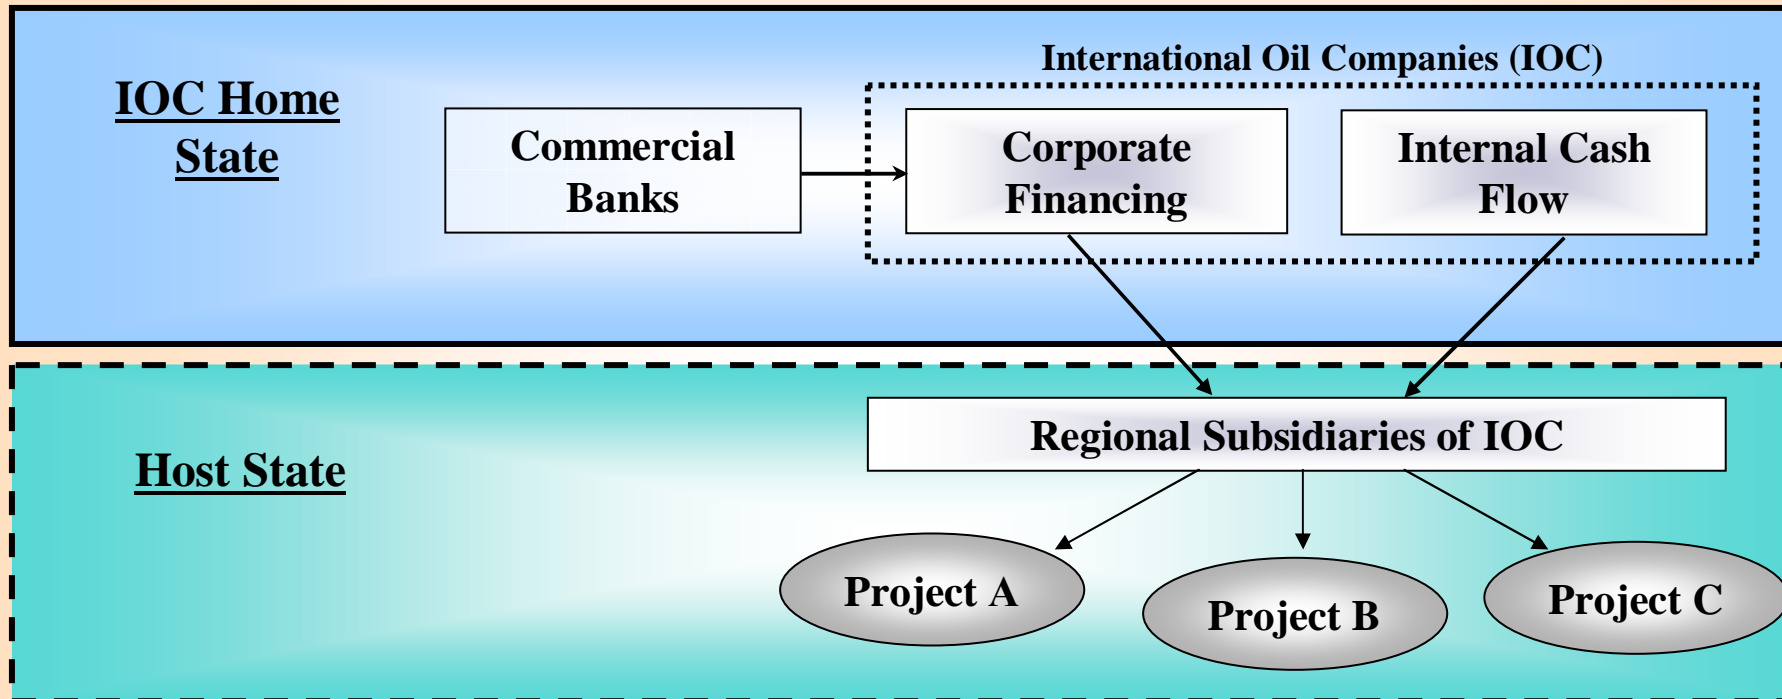 International Oil Companies (IOC)
IOC Home
State
Commercial
Banks
Corporate
Financing
Internal Cash
Flow
Regional Subsidiaries of IOC
Host State
Project A
Project B
Project C